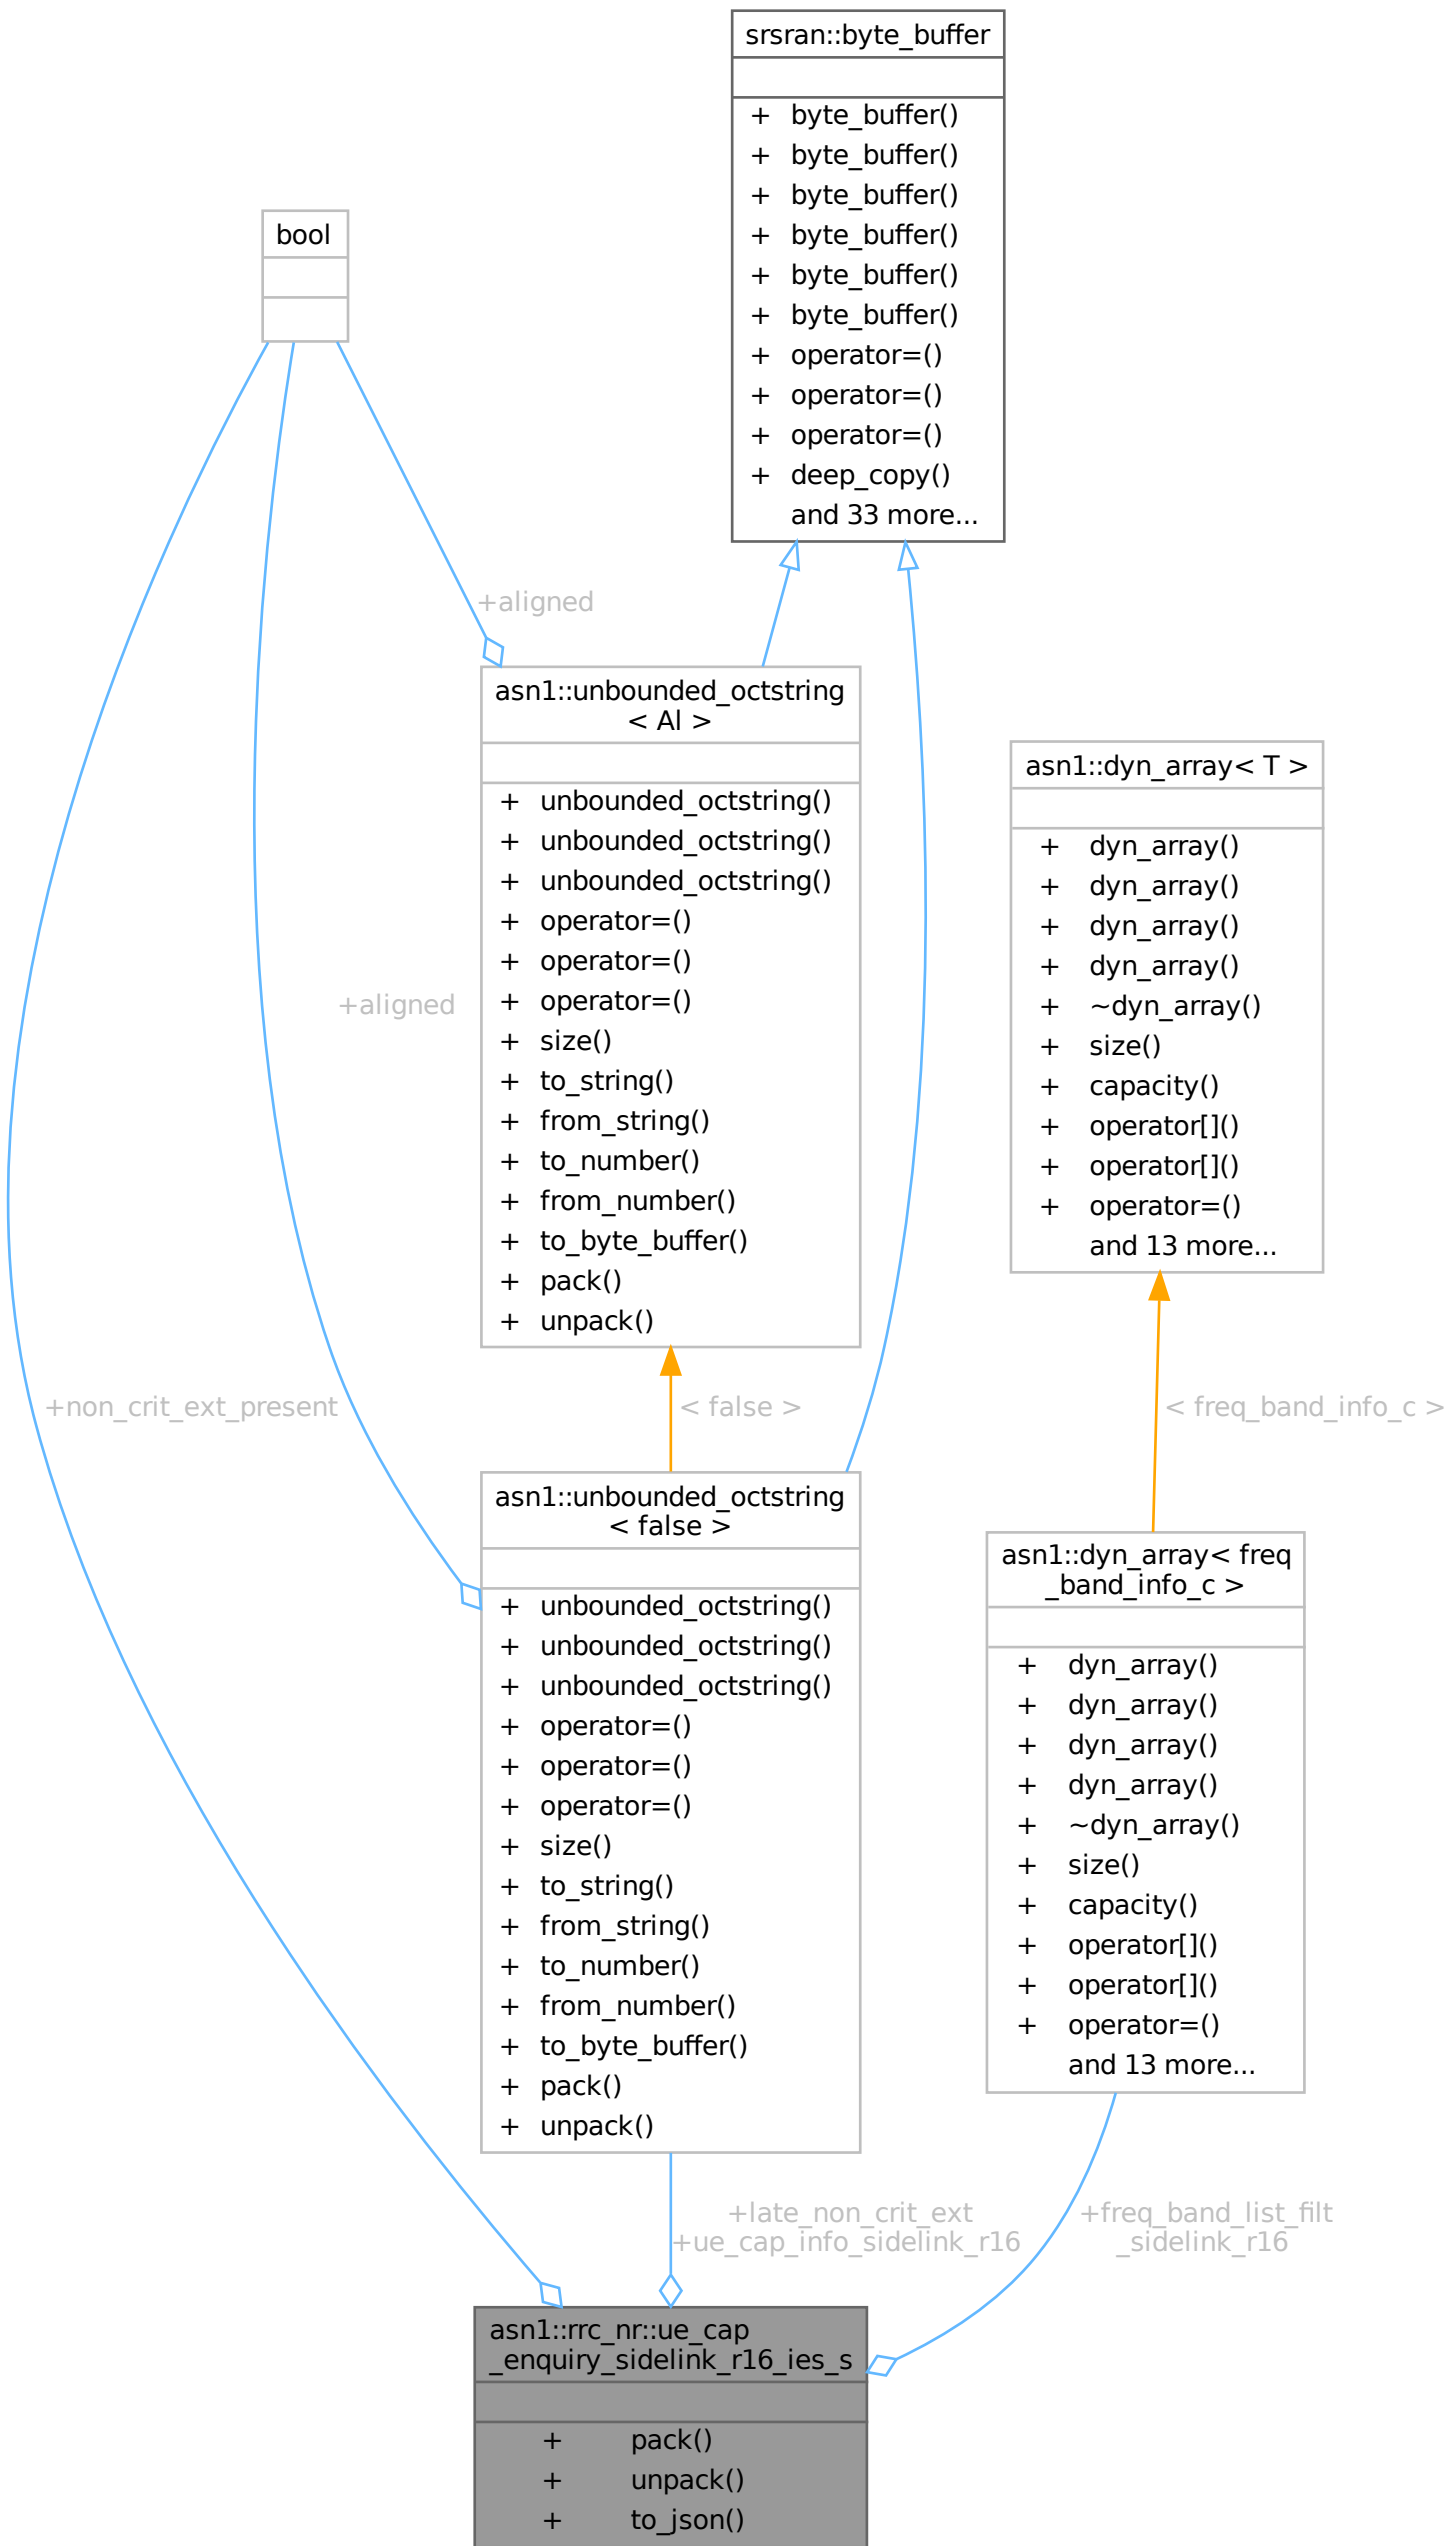 srsran::byte_buffer
+ byte_buffer()
+ byte_buffer()
+ byte_buffer()
+ byte_buffer()
+ byte_buffer()
+ byte_buffer()
+ operator=()
+ operator=()
+ operator=()
+ deep_copy()
and 33 more...
bool
+aligned
asn1::unbounded_octstring
< Al >
+ unbounded_octstring()
+ unbounded_octstring()
+ unbounded_octstring()
+ operator=()
+ operator=()
+ operator=()
+ size()
+ to_string()
+ from_string()
+ to_number()
+ from_number()
+ to_byte_buffer()
+ pack()
+ unpack()
asn1::dyn_array< T >
+ dyn_array()
+ dyn_array()
+ dyn_array()
+ dyn_array()
+ ~dyn_array()
+ size()
+ capacity()
+ operator[]()
+ operator[]()
+ operator=()
and 13 more...
+aligned
+non_crit_ext_present
< false >
< freq_band_info_c >
asn1::unbounded_octstring
< false >
+ unbounded_octstring()
+ unbounded_octstring()
+ unbounded_octstring()
+ operator=()
+ operator=()
+ operator=()
+ size()
+ to_string()
+ from_string()
+ to_number()
+ from_number()
+ to_byte_buffer()
+ pack()
+ unpack()
asn1::dyn_array< freq
_band_info_c >
+ dyn_array()
+ dyn_array()
+ dyn_array()
+ dyn_array()
+ ~dyn_array()
+ size()
+ capacity()
+ operator[]()
+ operator[]()
+ operator=()
and 13 more...
+late_non_crit_ext
+ue_cap_info_sidelink_r16
+freq_band_list_filt
_sidelink_r16
asn1::rrc_nr::ue_cap
_enquiry_sidelink_r16_ies_s
+ pack()
+ unpack()
+ to_json()